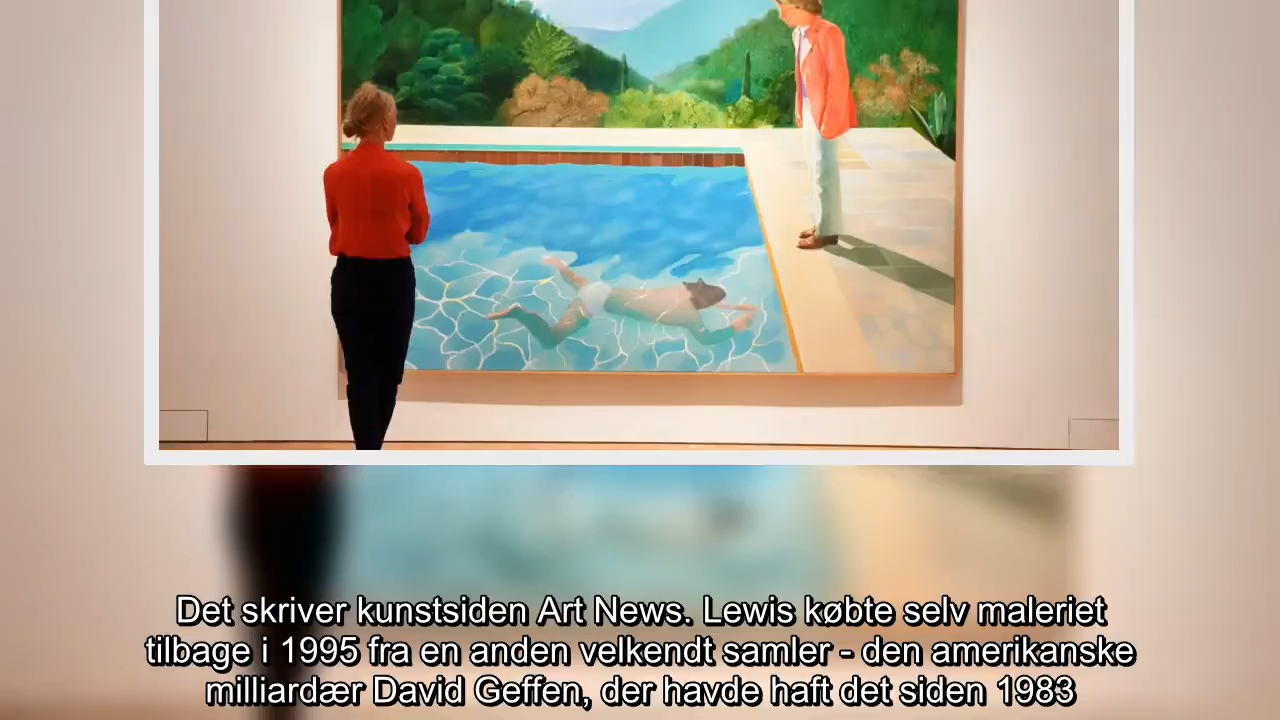 Det skriver kunstsiden Art News. Lewis købte selv maleriet
tilbage i 1995 fra en anden velkendt samler - den amerikanske
milliardær David Geffen, der havde haft det siden 1983